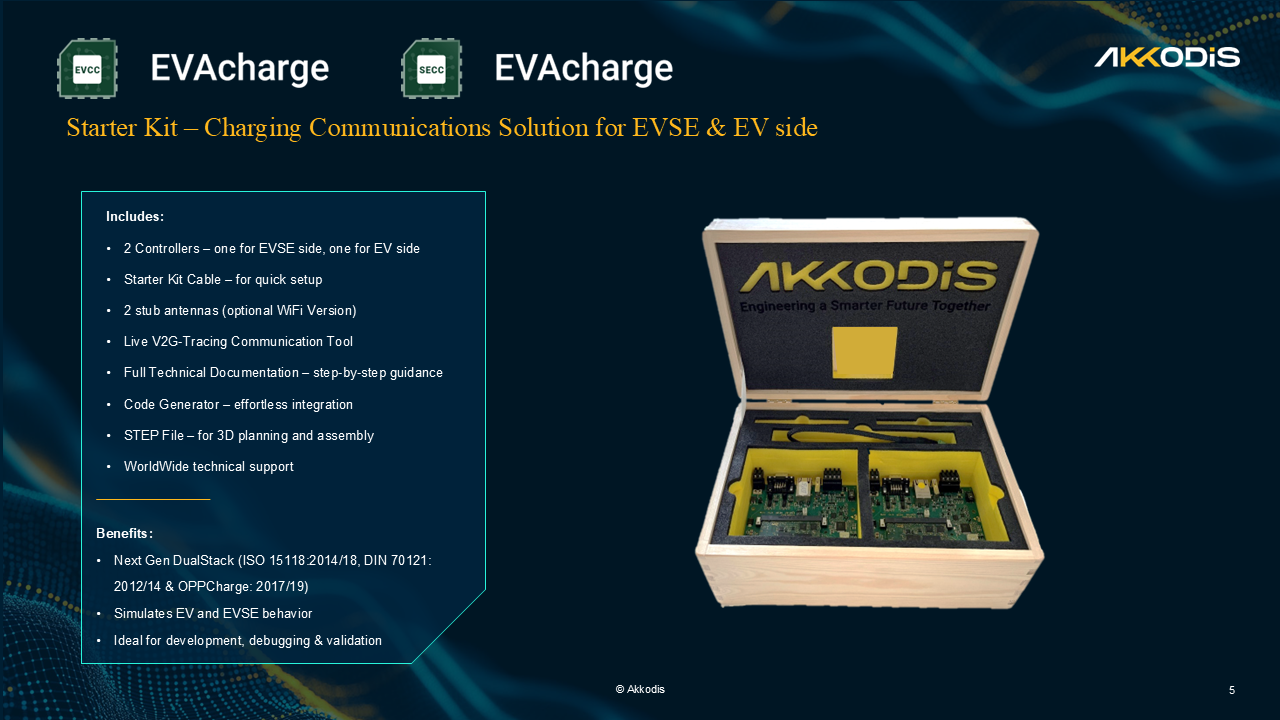 EVCC
EVAcharge
SECC
EVAcharge
AKKODiS
Starter Kit – Charging Communications Solution for EVSE & EV side
Includes:
• 2 Controllers – one for EVSE side, one for EV side
• Starter Kit Cable – for quick setup
• 2 stub antennas (optional WiFi Version)
• Live V2G-Tracing Communication Tool
• Full Technical Documentation – step-by-step guidance
• Code Generator – effortless integration
• STEP File – for 3D planning and assembly
• WorldWide technical support
Benefits:
• Next Gen DualStack (ISO 15118:2014/18, DIN 70121:
2012/14 & OPPCharge: 2017/19)
• Simulates EV and EVSE behavior
• Ideal for development, debugging & validation
AKKODiS
Engineering a Smarter Future Together
© Akkodis
5